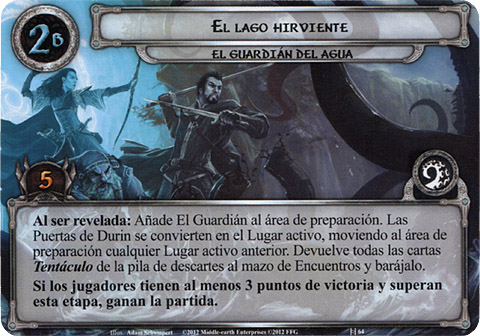 2B
EL LAGO HIRVIENTE
EL GUARDIÁN DEL AGUA
5
Al ser revelada: Añade El Guardián al área de preparación. Las
Puertas de Durin se convierten en el Lugar activo, moviendo al área de
preparación cualquier Lugar activo anterior. Devuelve todas las cartas
Tentáculo de la pila de descartes al mazo de Encuentros y barájalo.
Si los jugadores tienen al menos 3 puntos de victoria y superan
esta etapa, ganan la partida.
Illus. Adam Schumpert ©2012 Middle-earth Enterprises ©2012 FFG 64